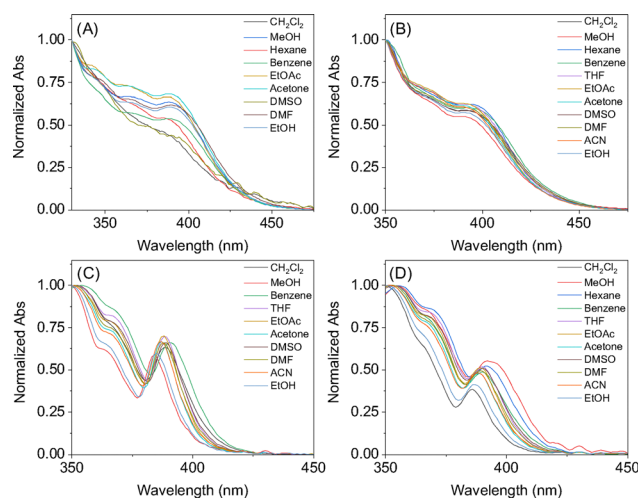 (A)
Normalized Abs
1.00
0.75
0.50
0.25
0.00
350
400
450
Wavelength (nm)
CH2Cl2
MeOH
Hexane
Benzene
EtOAc
Acetone
DMSO
DMF
EtOH
(B)
Normalized Abs
1.00
0.75
0.50
0.25
0.00
350
400
450
Wavelength (nm)
CH2Cl2
MeOH
Hexane
Benzene
THF
EtOAc
Acetone
DMSO
DMF
ACN
EtOH
(C)
Normalized Abs
1.00
0.75
0.50
0.25
0.00
350
400
450
Wavelength (nm)
CH2Cl2
MeOH
Benzene
THF
EtOAc
Acetone
DMSO
DMF
ACN
EtOH
(D)
Normalized Abs
1.00
0.75
0.50
0.25
0.00
350
400
450
Wavelength (nm)
CH2Cl2
MeOH
Hexane
Benzene
THF
EtOAc
Acetone
DMSO
DMF
ACN
EtOH